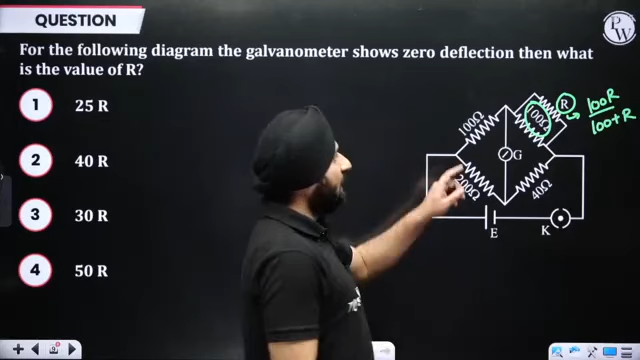 QUESTION
PW
For the following diagram the galvanometer shows zero deflection then what
is the value of R?
1 25 R
2 40 R
3 30 R
4 50 R
100Ω
100Ω
R
100R
100+R
G
200Ω
40Ω
E
K